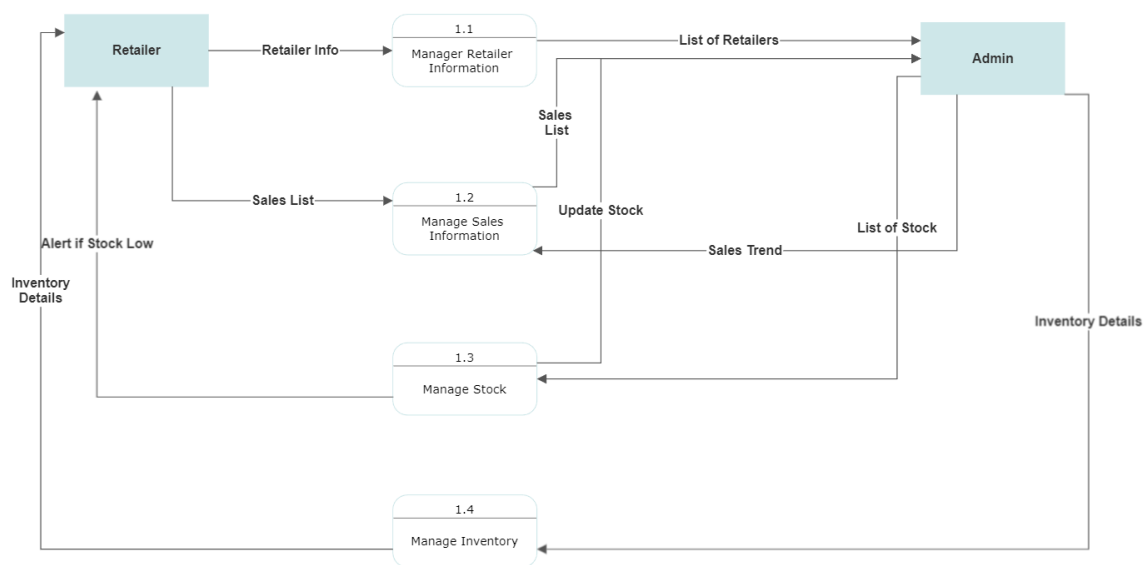 Retailer
Retailer Info
1.1
Manager Retailer
Information
List of Retailers
Admin
Sales
List
Sales List
1.2
Manage Sales
Information
Update Stock
List of Stock
Sales Trend
Alert if Stock Low
Inventory
Details
Inventory Details
1.3
Manage Stock
1.4
Manage Inventory